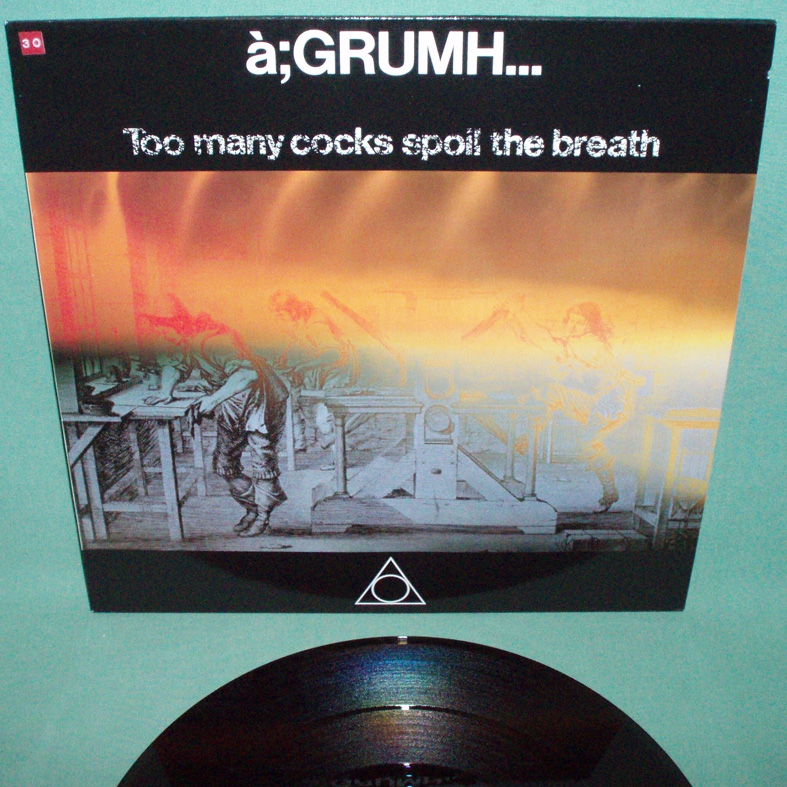 30
à;GRUMH...
Too many cocks spoil the breath